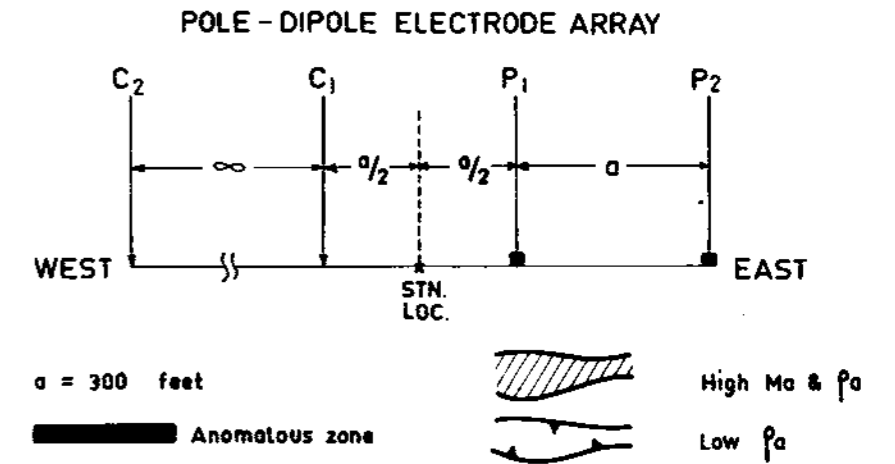 POLE - DIPOLE ELECTRODE ARRAY
C₂ C₁ P₁ P₂
∞ a/2 a/2 a
WEST EAST
STN.
LOC.
a = 300 feet
High Ma & ρa
Anomalous zone
Low ρa